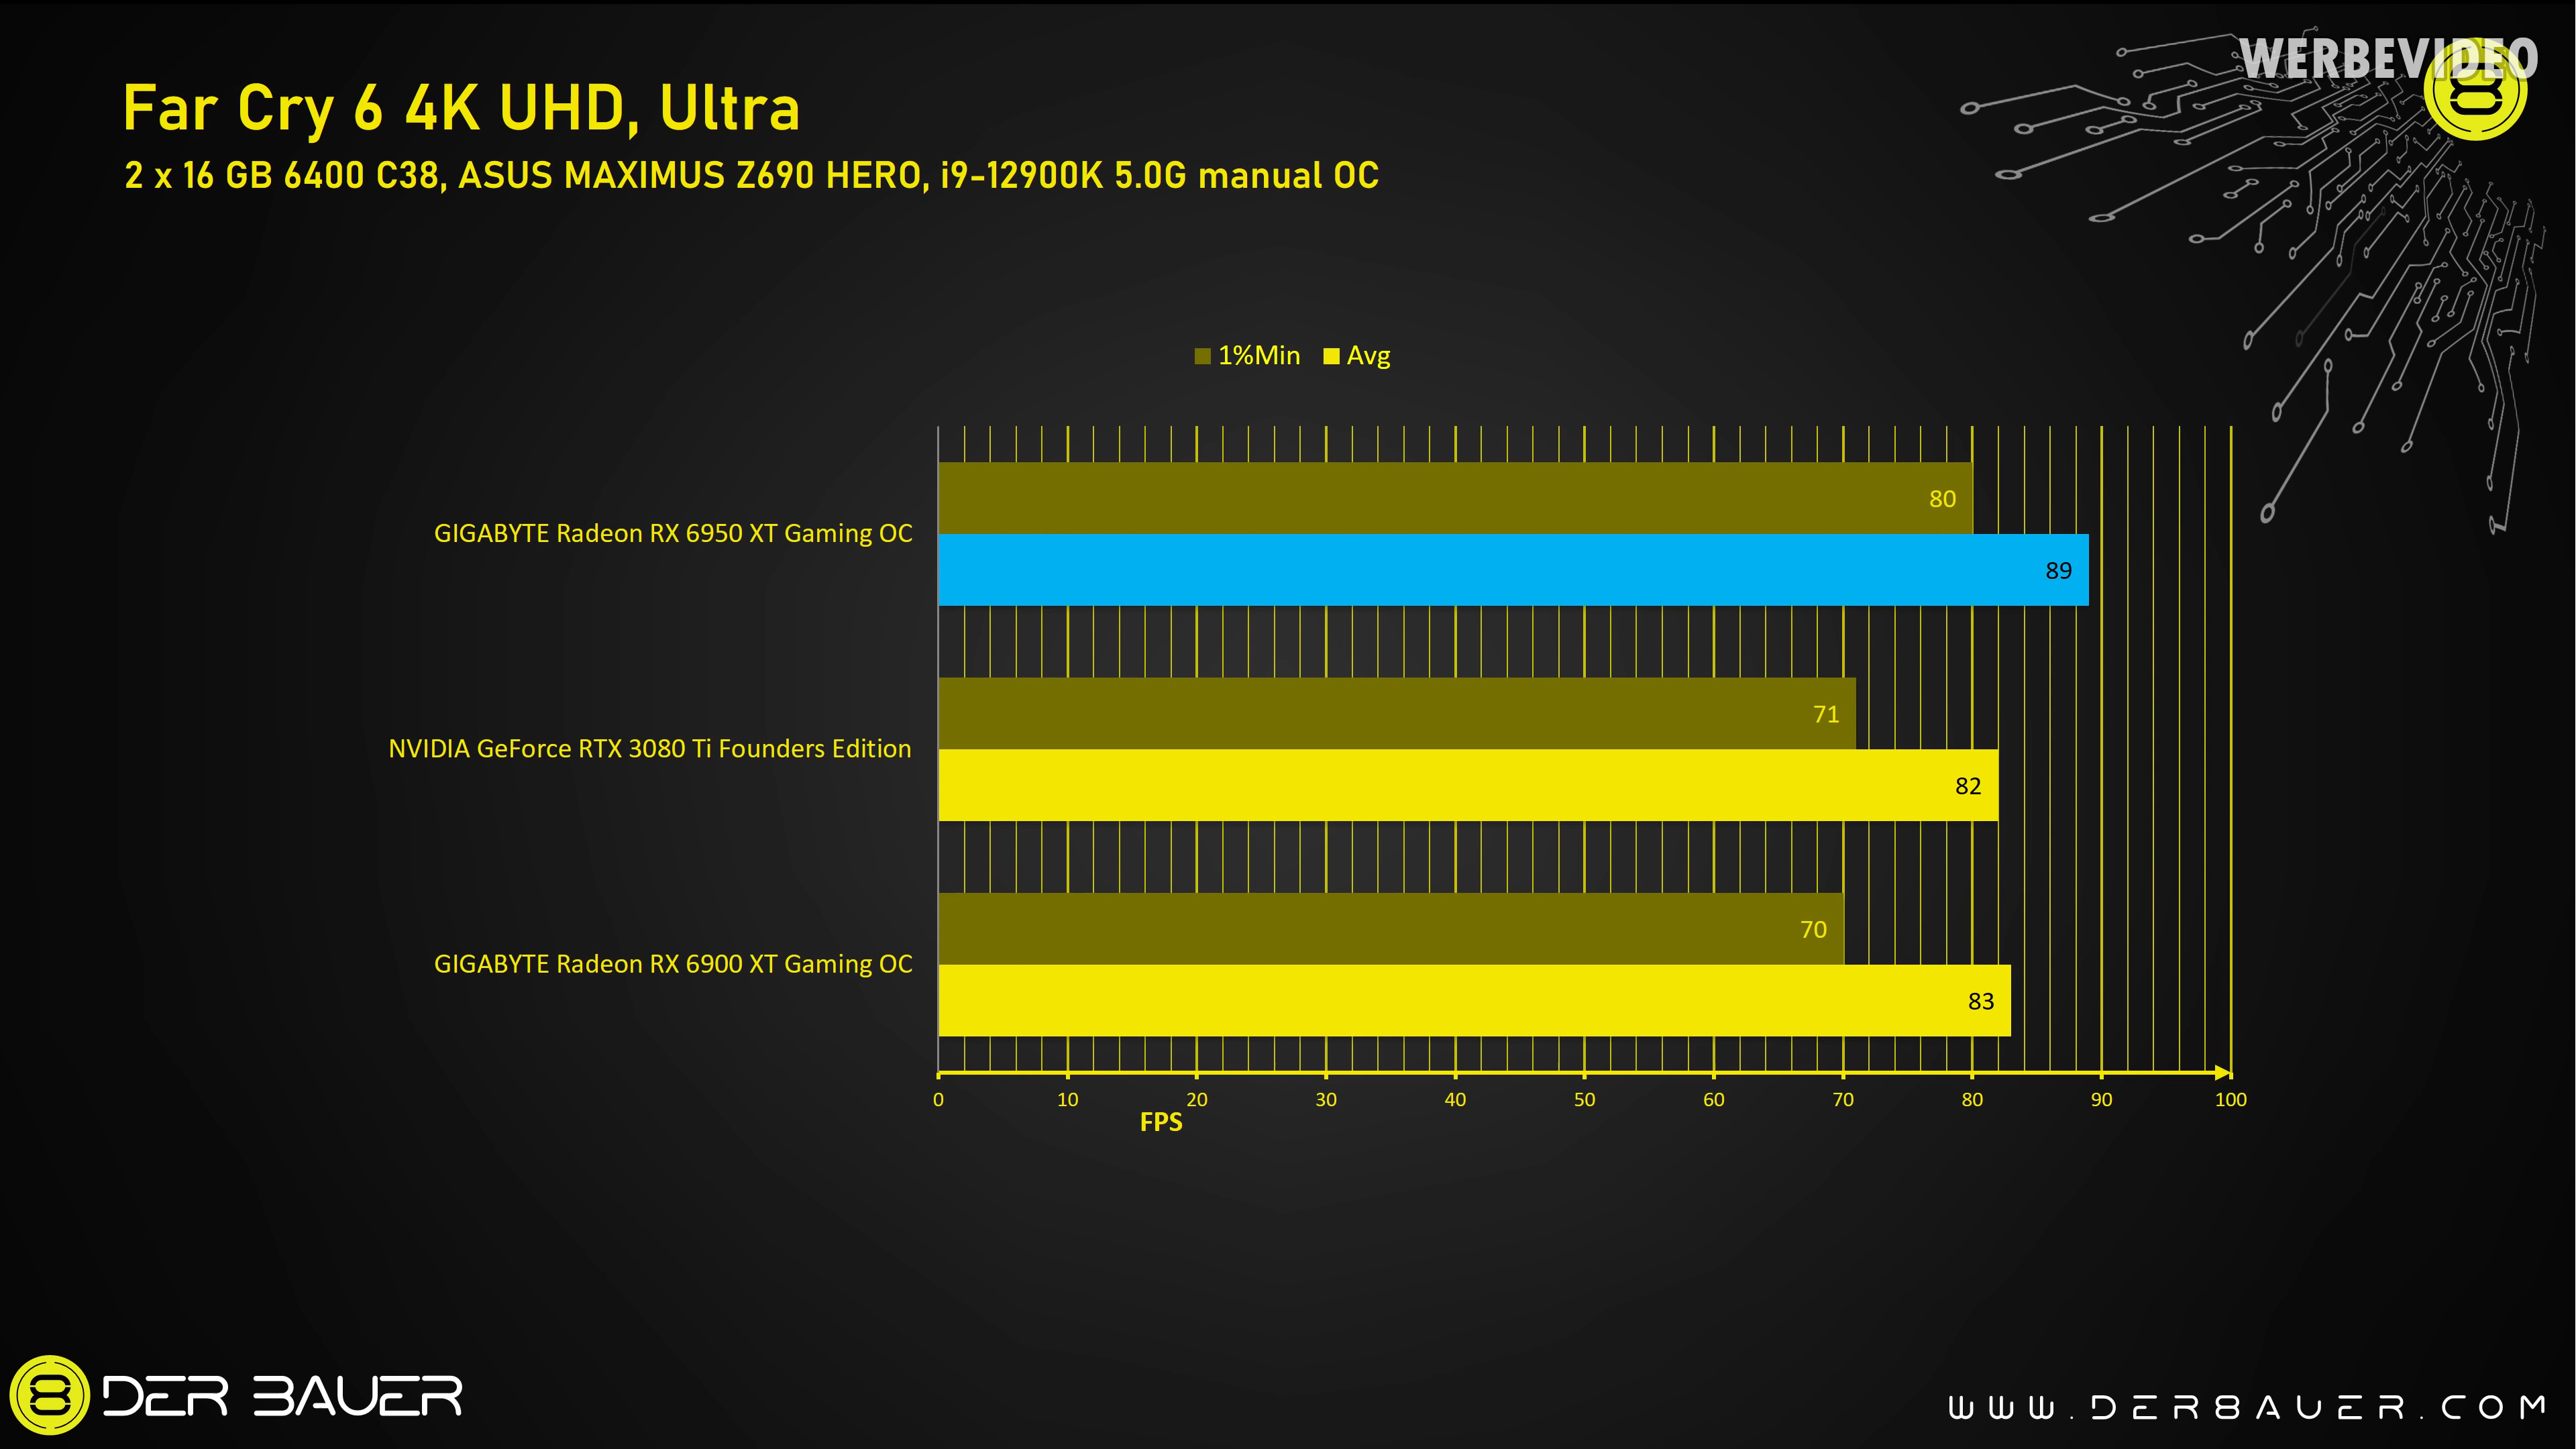 WERBEVIDEO
Far Cry 6 4K UHD, Ultra
2 x 16 GB 6400 C38, ASUS MAXIMUS Z690 HERO, i9-12900K 5.0G manual OC
1%Min Avg
80
GIGABYTE Radeon RX 6950 XT Gaming OC
89
71
NVIDIA GeForce RTX 3080 Ti Founders Edition
82
70
GIGABYTE Radeon RX 6900 XT Gaming OC
83
0 10 20 30 40 50 60 70 80 90 100
FPS
DER BAUER
WWW.DER8AUER.COM